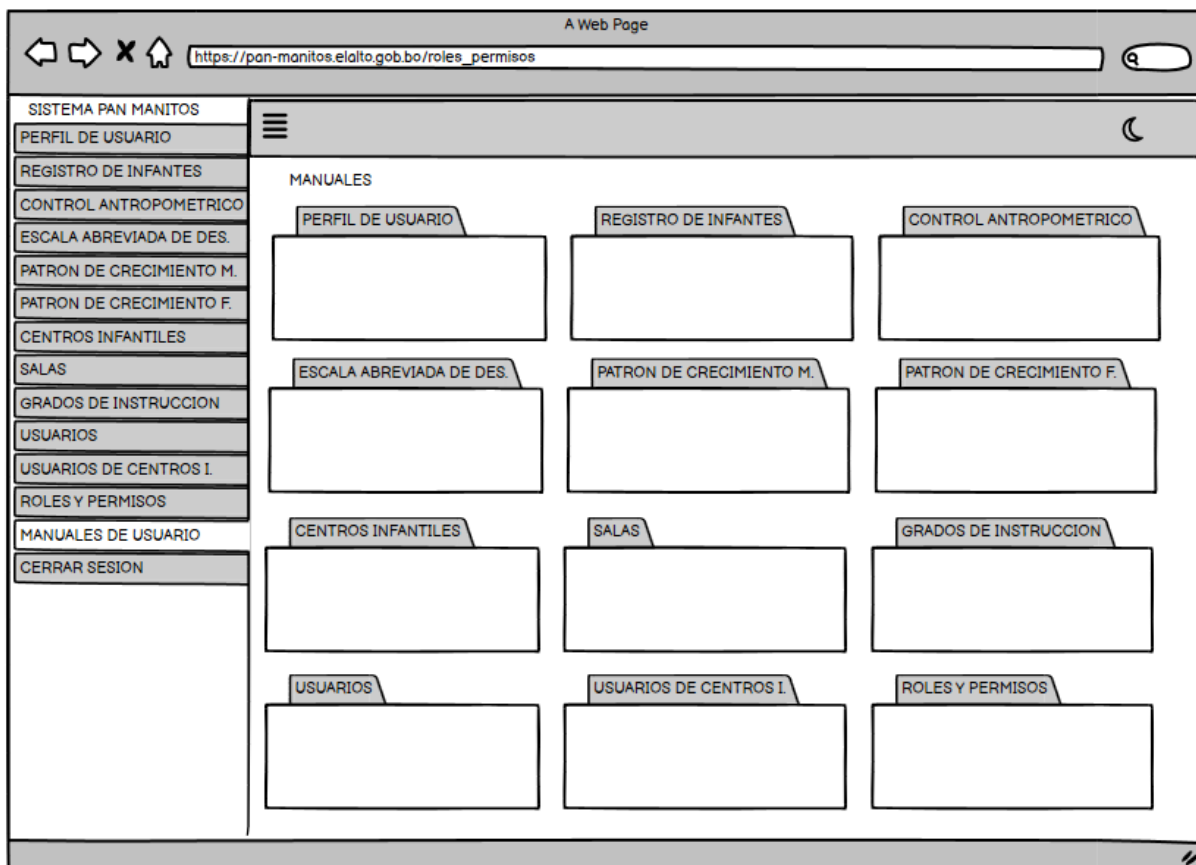 A Web Page
https://pan-manitos.elalto.gob.bo/roles_permisos
SISTEMA PAN MANITOS
PERFIL DE USUARIO
REGISTRO DE INFANTES
CONTROL ANTROPOMETRICO
ESCALA ABREVIADA DE DES.
PATRON DE CRECIMIENTO M.
PATRON DE CRECIMIENTO F.
CENTROS INFANTILES
SALAS
GRADOS DE INSTRUCCION
USUARIOS
USUARIOS DE CENTROS I.
ROLES Y PERMISOS
MANUALES DE USUARIO
CERRAR SESION
MANUALES
PERFIL DE USUARIO
REGISTRO DE INFANTES
CONTROL ANTROPOMETRICO
ESCALA ABREVIADA DE DES.
PATRON DE CRECIMIENTO M.
PATRON DE CRECIMIENTO F.
CENTROS INFANTILES
SALAS
GRADOS DE INSTRUCCION
USUARIOS
USUARIOS DE CENTROS I.
ROLES Y PERMISOS